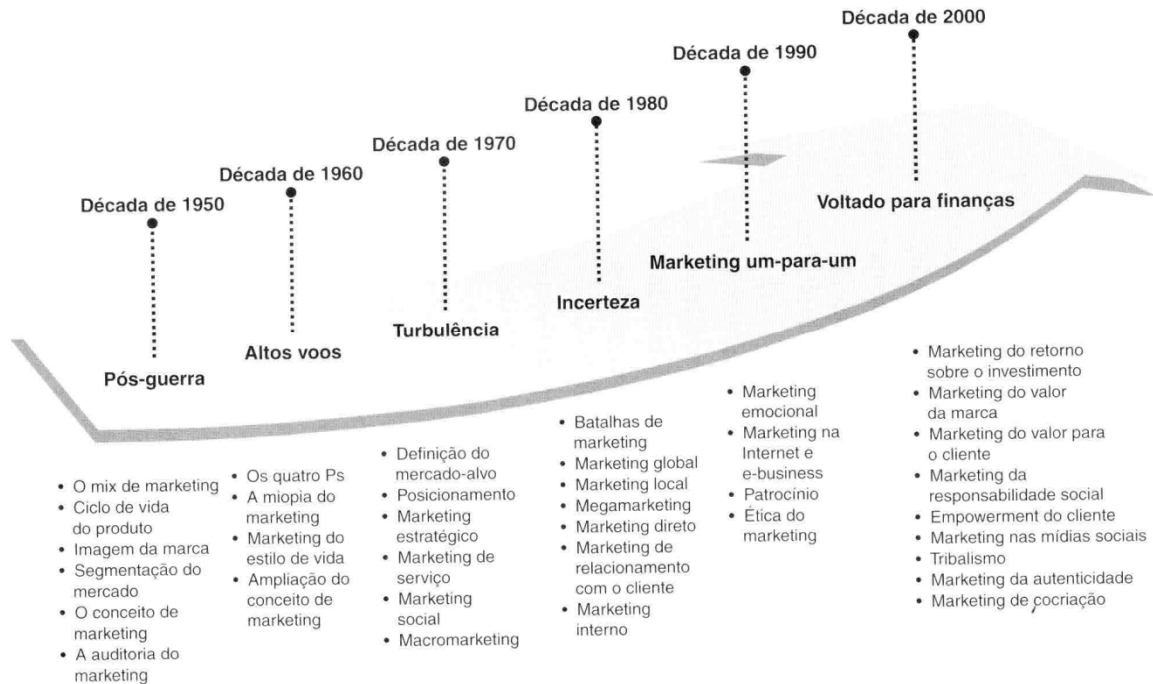 Década de 1950
Pós-guerra
• O mix de marketing
• Ciclo de vida
do produto
• Imagem da marca
• Segmentação do
mercado
• O conceito de
marketing
• A auditoria do
marketing
Década de 1960
Altos voos
• Os quatro Ps
• A miopia do
marketing
• Marketing do
estilo de vida
• Ampliação do
conceito de
marketing
Década de 1970
Turbulência
• Definição do
mercado-alvo
• Posicionamento
• Marketing
estratégico
• Marketing de
serviço
• Marketing
social
• Macromarketing
Década de 1980
Incerteza
• Batalhas de
marketing
• Marketing global
• Marketing local
• Megamarketing
• Marketing direto
• Marketing de
relacionamento
com o cliente
• Marketing
interno
Década de 1990
Marketing um-para-um
• Marketing
emocional
• Marketing na
Internet e
e-business
• Patrocínio
• Ética do
marketing
Década de 2000
Voltado para finanças
• Marketing do retorno
sobre o investimento
• Marketing do valor
da marca
• Marketing do valor para
o cliente
• Marketing da
responsabilidade social
• Empowerment do cliente
• Marketing nas mídias sociais
• Tribalismo
• Marketing da autenticidade
• Marketing de cocriação